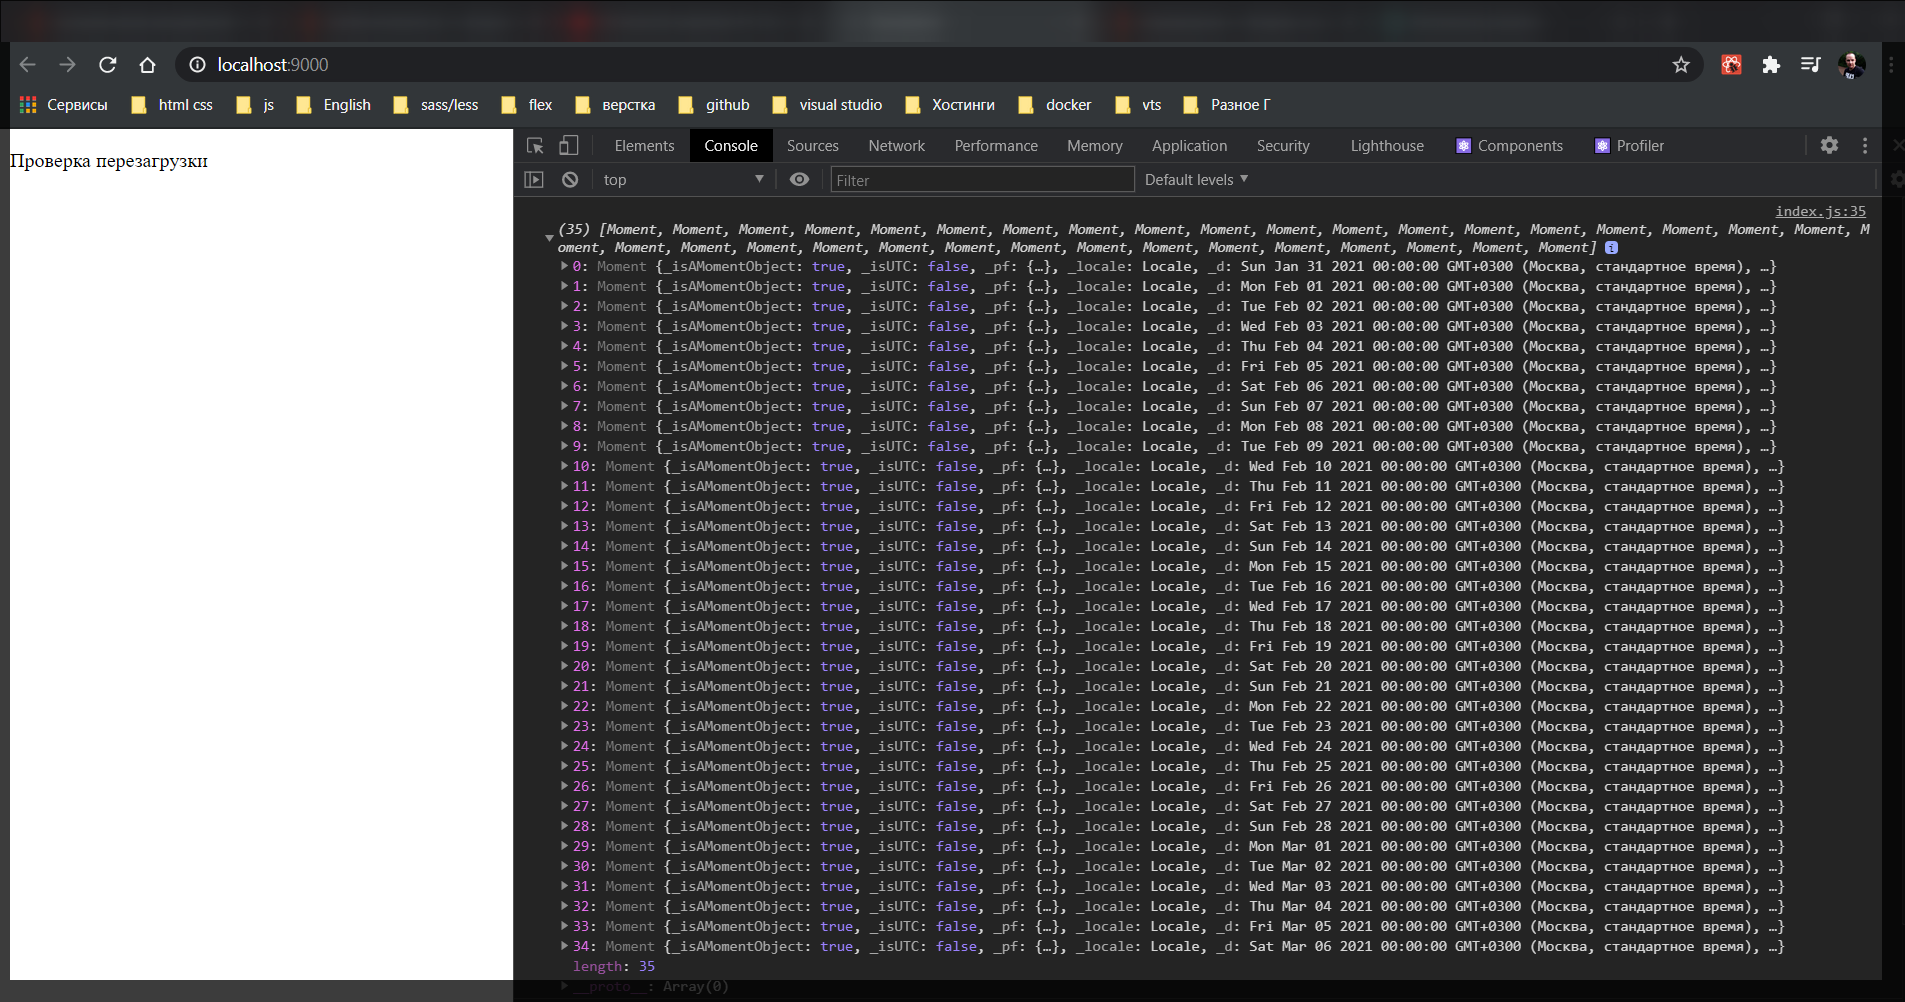 localhost:9000
Сервисы html css js English sass/less flex верстка github visual studio Хостинги docker vts Разное Г
Проверка перезагрузки
Elements Console Sources Network Performance Memory Application Security Lighthouse Components Profiler
top Filter Default levels
index.js:35
(35) [Moment, Moment, Moment, Moment, Moment, Moment, Moment, Moment, Moment, Moment, Moment, Moment, Moment, Moment, Moment, Moment, Moment, Moment, Moment, M
oment, Moment, Moment, Moment, Moment, Moment, Moment, Moment, Moment, Moment, Moment, Moment, Moment, Moment, Moment, Moment] i
0: Moment {_isAMomentObject: true, _isUTC: false, _pf: {…}, _locale: Locale, _d: Sun Jan 31 2021 00:00:00 GMT+0300 (Москва, стандартное время), …}
1: Moment {_isAMomentObject: true, _isUTC: false, _pf: {…}, _locale: Locale, _d: Mon Feb 01 2021 00:00:00 GMT+0300 (Москва, стандартное время), …}
2: Moment {_isAMomentObject: true, _isUTC: false, _pf: {…}, _locale: Locale, _d: Tue Feb 02 2021 00:00:00 GMT+0300 (Москва, стандартное время), …}
3: Moment {_isAMomentObject: true, _isUTC: false, _pf: {…}, _locale: Locale, _d: Wed Feb 03 2021 00:00:00 GMT+0300 (Москва, стандартное время), …}
4: Moment {_isAMomentObject: true, _isUTC: false, _pf: {…}, _locale: Locale, _d: Thu Feb 04 2021 00:00:00 GMT+0300 (Москва, стандартное время), …}
5: Moment {_isAMomentObject: true, _isUTC: false, _pf: {…}, _locale: Locale, _d: Fri Feb 05 2021 00:00:00 GMT+0300 (Москва, стандартное время), …}
6: Moment {_isAMomentObject: true, _isUTC: false, _pf: {…}, _locale: Locale, _d: Sat Feb 06 2021 00:00:00 GMT+0300 (Москва, стандартное время), …}
7: Moment {_isAMomentObject: true, _isUTC: false, _pf: {…}, _locale: Locale, _d: Sun Feb 07 2021 00:00:00 GMT+0300 (Москва, стандартное время), …}
8: Moment {_isAMomentObject: true, _isUTC: false, _pf: {…}, _locale: Locale, _d: Mon Feb 08 2021 00:00:00 GMT+0300 (Москва, стандартное время), …}
9: Moment {_isAMomentObject: true, _isUTC: false, _pf: {…}, _locale: Locale, _d: Tue Feb 09 2021 00:00:00 GMT+0300 (Москва, стандартное время), …}
10: Moment {_isAMomentObject: true, _isUTC: false, _pf: {…}, _locale: Locale, _d: Wed Feb 10 2021 00:00:00 GMT+0300 (Москва, стандартное время), …}
11: Moment {_isAMomentObject: true, _isUTC: false, _pf: {…}, _locale: Locale, _d: Thu Feb 11 2021 00:00:00 GMT+0300 (Москва, стандартное время), …}
12: Moment {_isAMomentObject: true, _isUTC: false, _pf: {…}, _locale: Locale, _d: Fri Feb 12 2021 00:00:00 GMT+0300 (Москва, стандартное время), …}
13: Moment {_isAMomentObject: true, _isUTC: false, _pf: {…}, _locale: Locale, _d: Sat Feb 13 2021 00:00:00 GMT+0300 (Москва, стандартное время), …}
14: Moment {_isAMomentObject: true, _isUTC: false, _pf: {…}, _locale: Locale, _d: Sun Feb 14 2021 00:00:00 GMT+0300 (Москва, стандартное время), …}
15: Moment {_isAMomentObject: true, _isUTC: false, _pf: {…}, _locale: Locale, _d: Mon Feb 15 2021 00:00:00 GMT+0300 (Москва, стандартное время), …}
16: Moment {_isAMomentObject: true, _isUTC: false, _pf: {…}, _locale: Locale, _d: Tue Feb 16 2021 00:00:00 GMT+0300 (Москва, стандартное время), …}
17: Moment {_isAMomentObject: true, _isUTC: false, _pf: {…}, _locale: Locale, _d: Wed Feb 17 2021 00:00:00 GMT+0300 (Москва, стандартное время), …}
18: Moment {_isAMomentObject: true, _isUTC: false, _pf: {…}, _locale: Locale, _d: Thu Feb 18 2021 00:00:00 GMT+0300 (Москва, стандартное время), …}
19: Moment {_isAMomentObject: true, _isUTC: false, _pf: {…}, _locale: Locale, _d: Fri Feb 19 2021 00:00:00 GMT+0300 (Москва, стандартное время), …}
20: Moment {_isAMomentObject: true, _isUTC: false, _pf: {…}, _locale: Locale, _d: Sat Feb 20 2021 00:00:00 GMT+0300 (Москва, стандартное время), …}
21: Moment {_isAMomentObject: true, _isUTC: false, _pf: {…}, _locale: Locale, _d: Sun Feb 21 2021 00:00:00 GMT+0300 (Москва, стандартное время), …}
22: Moment {_isAMomentObject: true, _isUTC: false, _pf: {…}, _locale: Locale, _d: Mon Feb 22 2021 00:00:00 GMT+0300 (Москва, стандартное время), …}
23: Moment {_isAMomentObject: true, _isUTC: false, _pf: {…}, _locale: Locale, _d: Tue Feb 23 2021 00:00:00 GMT+0300 (Москва, стандартное время), …}
24: Moment {_isAMomentObject: true, _isUTC: false, _pf: {…}, _locale: Locale, _d: Wed Feb 24 2021 00:00:00 GMT+0300 (Москва, стандартное время), …}
25: Moment {_isAMomentObject: true, _isUTC: false, _pf: {…}, _locale: Locale, _d: Thu Feb 25 2021 00:00:00 GMT+0300 (Москва, стандартное время), …}
26: Moment {_isAMomentObject: true, _isUTC: false, _pf: {…}, _locale: Locale, _d: Fri Feb 26 2021 00:00:00 GMT+0300 (Москва, стандартное время), …}
27: Moment {_isAMomentObject: true, _isUTC: false, _pf: {…}, _locale: Locale, _d: Sat Feb 27 2021 00:00:00 GMT+0300 (Москва, стандартное время), …}
28: Moment {_isAMomentObject: true, _isUTC: false, _pf: {…}, _locale: Locale, _d: Sun Feb 28 2021 00:00:00 GMT+0300 (Москва, стандартное время), …}
29: Moment {_isAMomentObject: true, _isUTC: false, _pf: {…}, _locale: Locale, _d: Mon Mar 01 2021 00:00:00 GMT+0300 (Москва, стандартное время), …}
30: Moment {_isAMomentObject: true, _isUTC: false, _pf: {…}, _locale: Locale, _d: Tue Mar 02 2021 00:00:00 GMT+0300 (Москва, стандартное время), …}
31: Moment {_isAMomentObject: true, _isUTC: false, _pf: {…}, _locale: Locale, _d: Wed Mar 03 2021 00:00:00 GMT+0300 (Москва, стандартное время), …}
32: Moment {_isAMomentObject: true, _isUTC: false, _pf: {…}, _locale: Locale, _d: Thu Mar 04 2021 00:00:00 GMT+0300 (Москва, стандартное время), …}
33: Moment {_isAMomentObject: true, _isUTC: false, _pf: {…}, _locale: Locale, _d: Fri Mar 05 2021 00:00:00 GMT+0300 (Москва, стандартное время), …}
34: Moment {_isAMomentObject: true, _isUTC: false, _pf: {…}, _locale: Locale, _d: Sat Mar 06 2021 00:00:00 GMT+0300 (Москва, стандартное время), …}
length: 35
__proto__: Array(0)